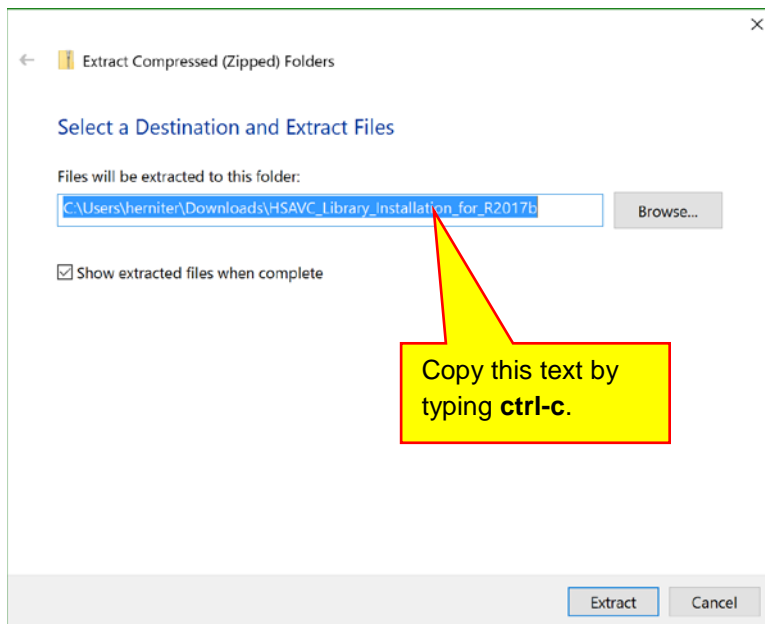 Extract Compressed (Zipped) Folders
Select a Destination and Extract Files
Files will be extracted to this folder:
C:\Users\herniter\Downloads\HSAVC_Library_Installation_for_R2017b
Browse...
Show extracted files when complete
Copy this text by
typing ctrl-c.
Extract
Cancel